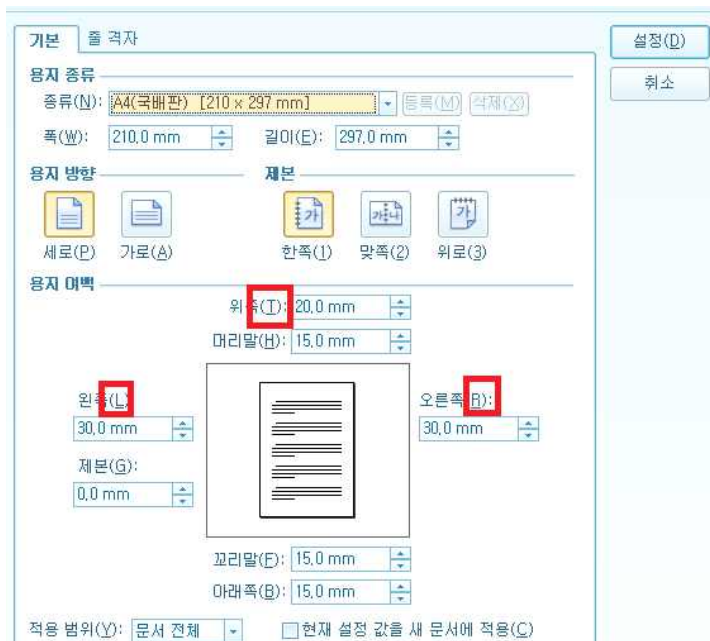 기본 줄 격자 설정(D)
취소
용지 종류
종류(N): A4(국배판) [210 x 297 mm] 등록(M) 삭제(X)
폭(W): 210,0 mm 길이(E): 297,0 mm
용지 방향 제본
세로(P) 가로(A) 한쪽(1) 맞쪽(2) 위로(3)
용지 여백
위쪽(T): 20,0 mm
머리말(H): 15,0 mm
왼쪽(L) 오른쪽(R):
30,0 mm 30,0 mm
제본(G):
0,0 mm
꼬리말(F): 15,0 mm
아래쪽(B): 15,0 mm
적용 범위(Y): 문서 전체 현재 설정 값을 새 문서에 적용(C)